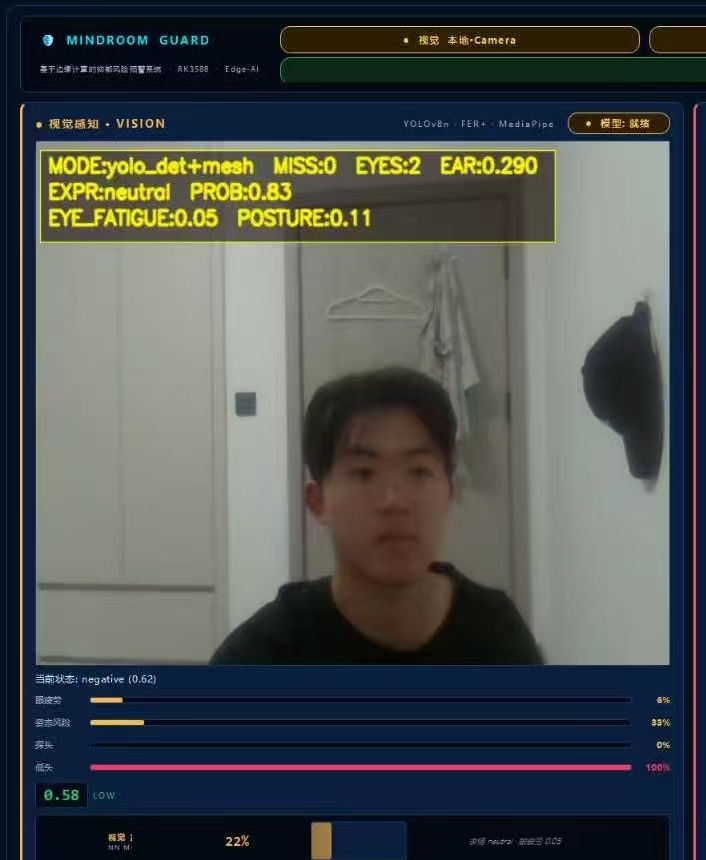 MINDROOM GUARD
视觉 本地·Camera
基于边缘计算的抑郁风险预警系统 · RK3588 · Edge-AI
视觉感知 • VISION
YOLOv8n · FER+ · MediaPipe
模型: 就绪
MODE:yolo_det+mesh MISS:0 EYES:2 EAR:0.290
EXPR:neutral PROB:0.83
EYE_FATIGUE:0.05 POSTURE:0.11
当前状态: negative (0.62)
眼疲劳 6%
姿态风险 33%
探头 0%
低头 100%
0.58 LOW
视觉
22%
表情 neutral · 眼疲劳 0.05